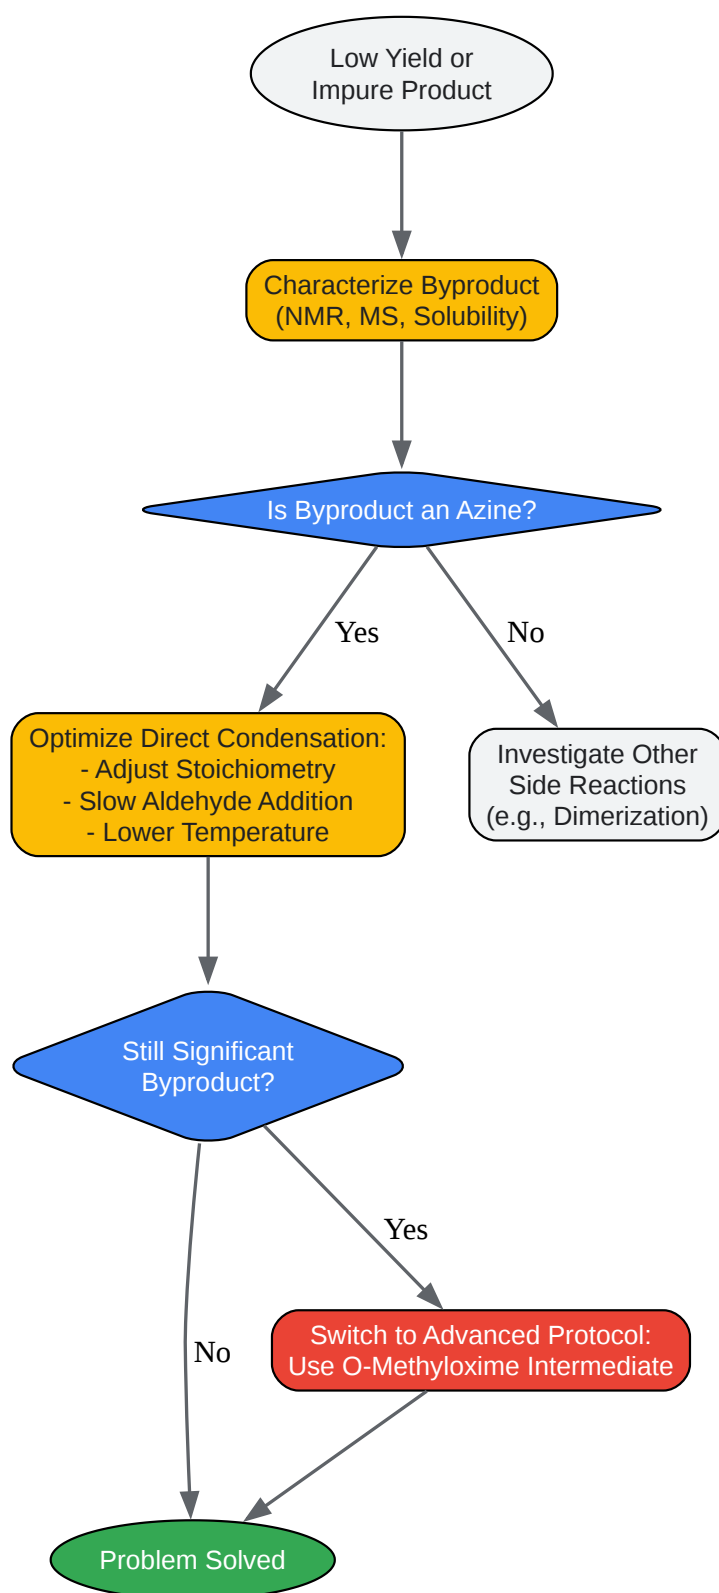 Low Yield or
Impure Product
Characterize Byproduct
(NMR, MS, Solubility)
Is Byproduct an Azine?
Yes
No
Optimize Direct Condensation:
- Adjust Stoichiometry
- Slow Aldehyde Addition
- Lower Temperature
Investigate Other
Side Reactions
(e.g., Dimerization)
Still Significant
Byproduct?
Yes
No
Switch to Advanced Protocol:
Use O-Methyloxime Intermediate
Problem Solved